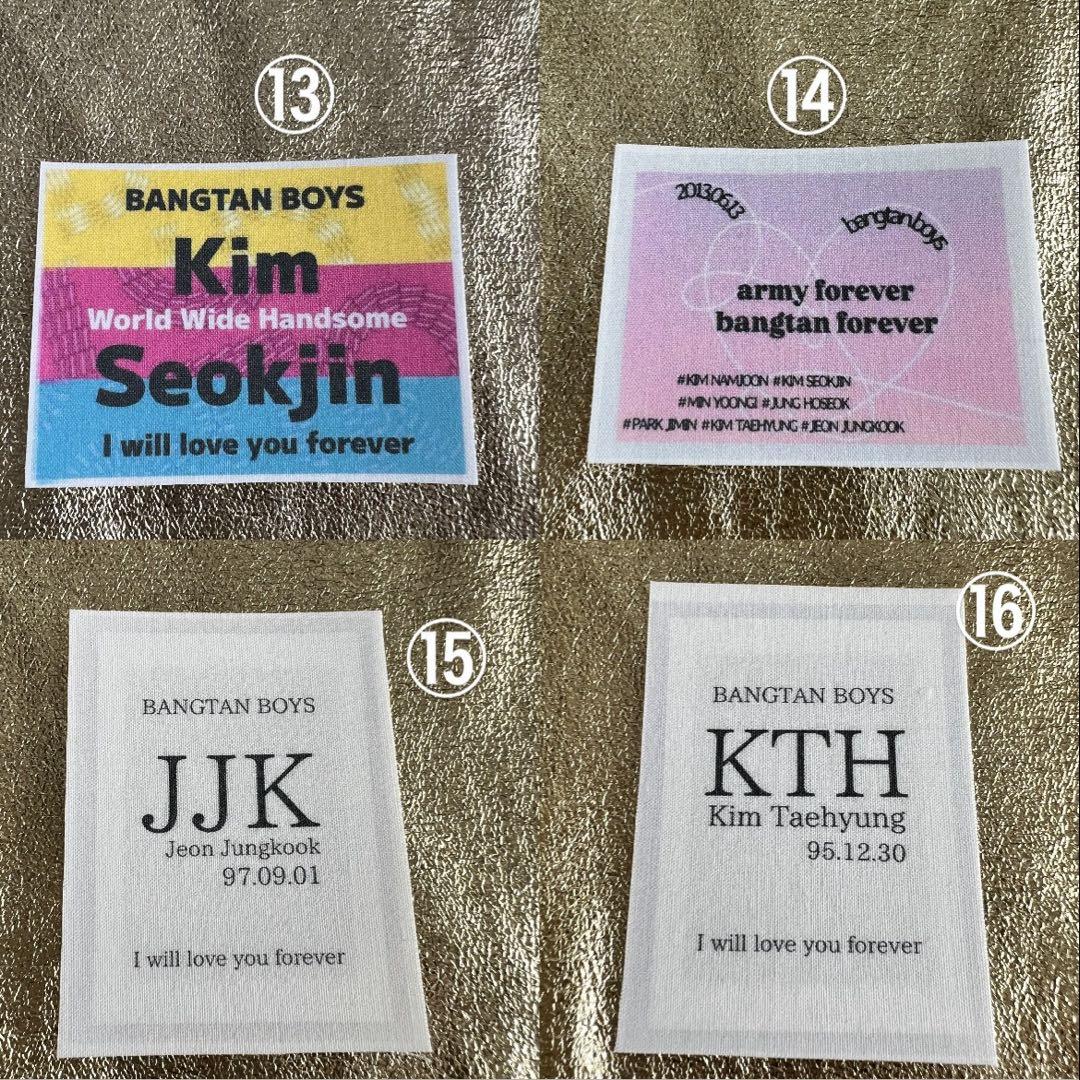 ⑬
BANGTAN BOYS
Kim
World Wide Handsome
Seokjin
I will love you forever
⑭
2013.06.13
bangtan boys
army forever
bangtan forever
#KIM NAMJOON #KIM SEOKJIN
#MIN YOONGI #JUNG HOSEOK
#PARK JIMIN #KIM TAEHYUNG #JEON JUNGKOOK
⑮
BANGTAN BOYS
JJK
Jeon Jungkook
97.09.01
I will love you forever
⑯
BANGTAN BOYS
KTH
Kim Taehyung
95.12.30
I will love you forever